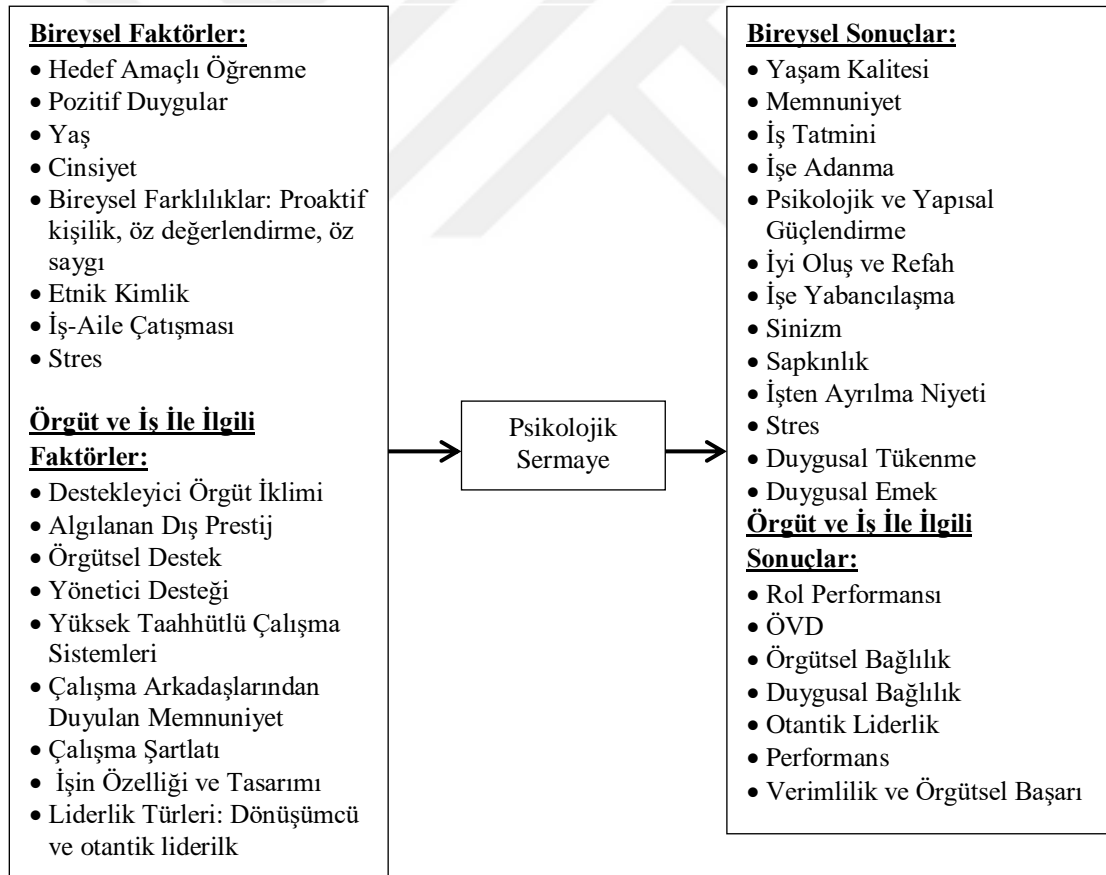 Bireysel Faktörler:
• Hedef Amaçlı Öğrenme
• Pozitif Duygular
• Yaş
• Cinsiyet
• Bireysel Farklılıklar: Proaktif
kişilik, öz değerlendirme, öz
saygı
• Etnik Kimlik
• İş-Aile Çatışması
• Stres
Örgüt ve İş İle İlgili
Faktörler:
• Destekleyici Örgüt İklimi
• Algılanan Dış Prestij
• Örgütsel Destek
• Yönetici Desteği
• Yüksek Taahhütlü Çalışma
Sistemleri
• Çalışma Arkadaşlarından
Duyulan Memnuniyet
• Çalışma Şartlatı
• İşin Özelliği ve Tasarımı
• Liderlik Türleri: Dönüşümcü
ve otantik liderilk
Psikolojik
Sermaye
Bireysel Sonuçlar:
• Yaşam Kalitesi
• Memnuniyet
• İş Tatmini
• İşe Adanma
• Psikolojik ve Yapısal
Güçlendirme
• İyi Oluş ve Refah
• İşe Yabancılaşma
• Sinizm
• Sapkınlık
• İşten Ayrılma Niyeti
• Stres
• Duygusal Tükenme
• Duygusal Emek
Örgüt ve İş İle İlgili
Sonuçlar:
• Rol Performansı
• ÖVD
• Örgütsel Bağlılık
• Duygusal Bağlılık
• Otantik Liderlik
• Performans
• Verimlilik ve Örgütsel Başarı